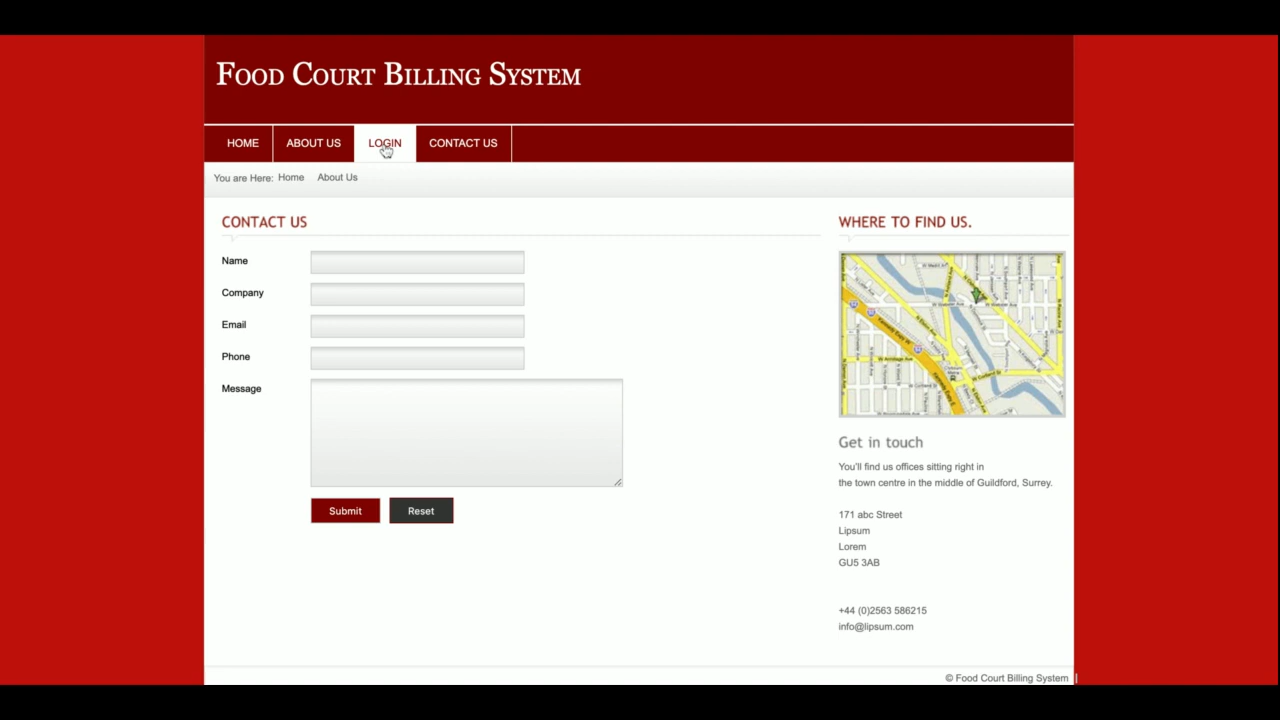 Food Court Billing System
HOME ABOUT US LOGIN CONTACT US
You are Here: Home About Us
CONTACT US
Name
Company
Email
Phone
Message
Submit Reset
WHERE TO FIND US.
Get in touch
You'll find us offices sitting right in
the town centre in the middle of Guildford, Surrey.
171 abc Street
Lipsum
Lorem
GU5 3AB
+44 (0)2563 586215
info@lipsum.com
© Food Court Billing System